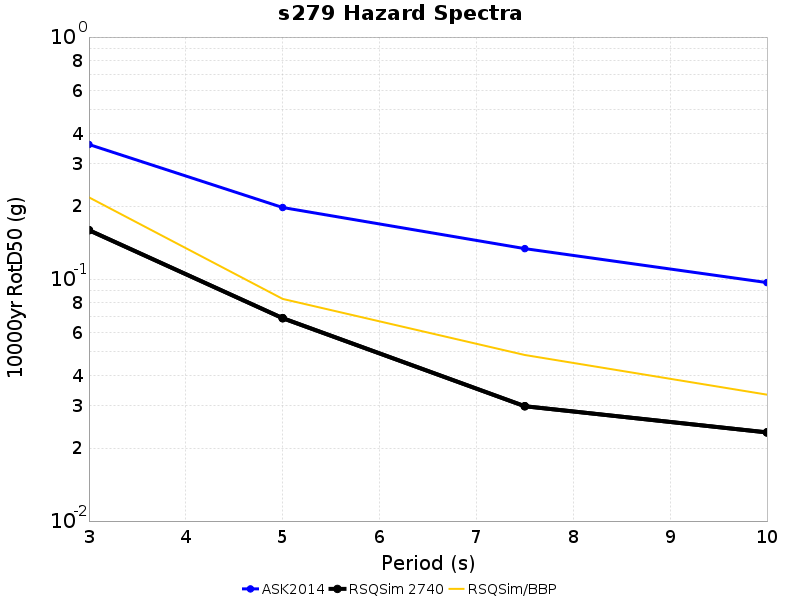 s279 Hazard Spectra
10000yr RotD50 (g)
10^0
8
6
4
3
2
10^-1
8
6
4
3
2
10^-2
3 4 5 6 7 8 9 10
Period (s)
ASK2014 RSQSim 2740 RSQSim/BBP